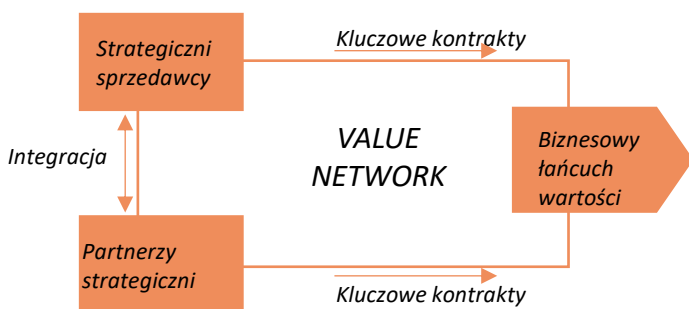 Strategiczni
sprzedawcy
Kluczowe kontrakty
Integracja
VALUE
NETWORK
Biznesowy
łańcuch
wartości
Partnerzy
strategiczni
Kluczowe kontrakty